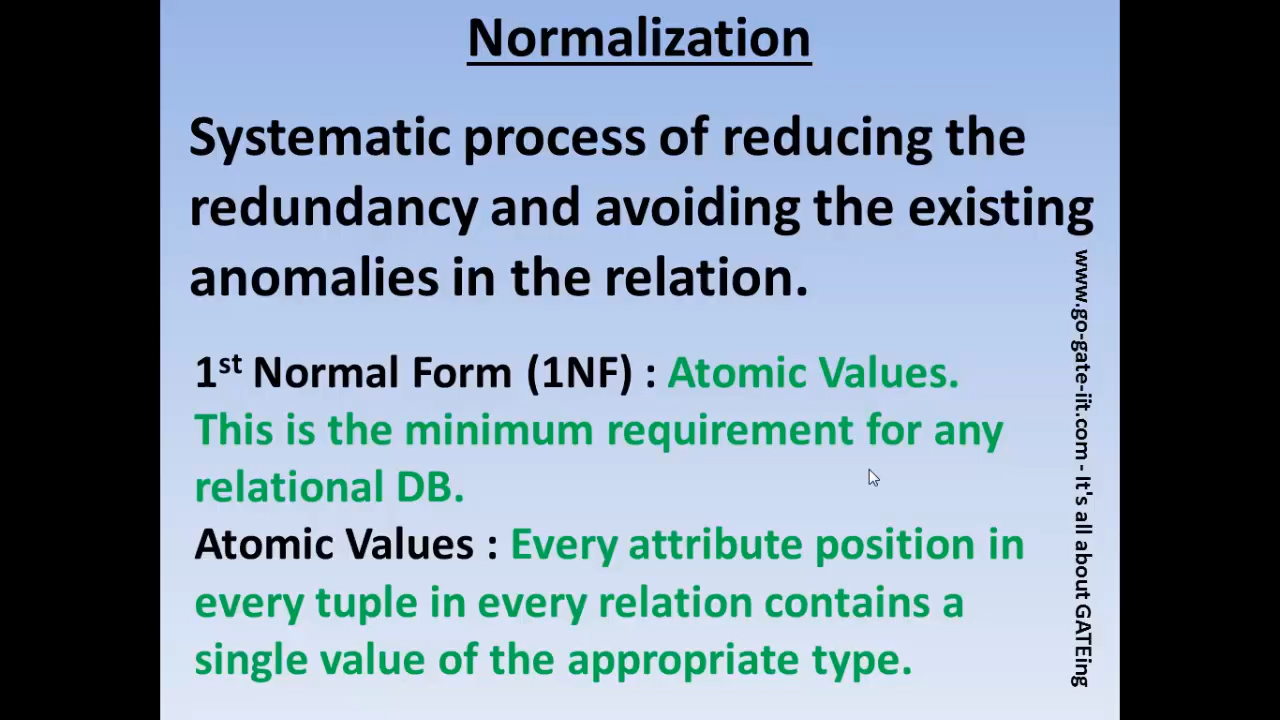 Normalization
Systematic process of reducing the
redundancy and avoiding the existing
anomalies in the relation.
1st Normal Form (1NF) : Atomic Values.
This is the minimum requirement for any
relational DB.
Atomic Values : Every attribute position in
every tuple in every relation contains a
single value of the appropriate type.
www.go-gate-iit.com - It's all about GATEing